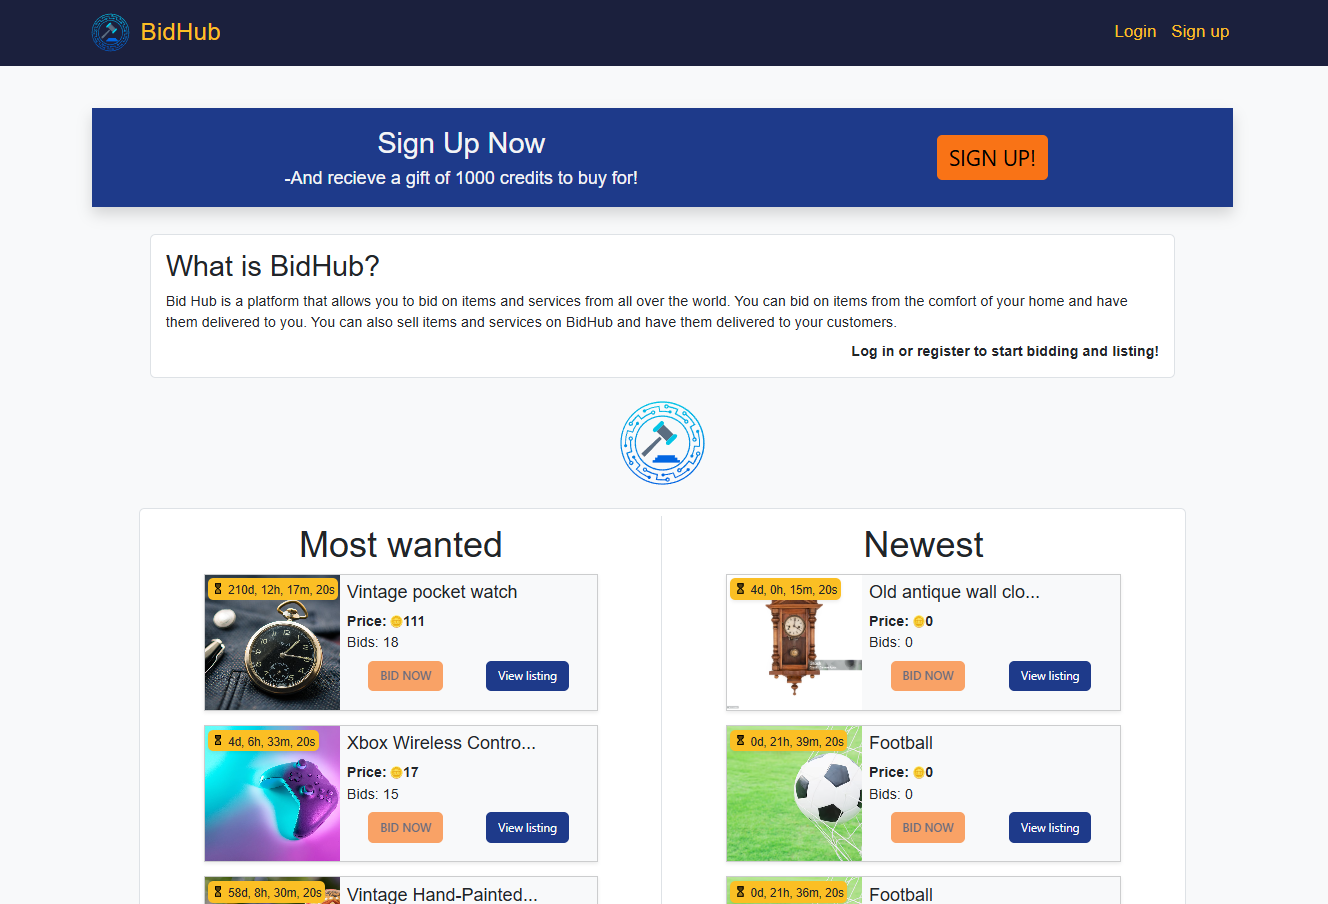 BidHub
Login Sign up
Sign Up Now
-And recieve a gift of 1000 credits to buy for!
SIGN UP!
What is BidHub?
Bid Hub is a platform that allows you to bid on items and services from all over the world. You can bid on items from the comfort of your home and have
them delivered to you. You can also sell items and services on BidHub and have them delivered to your customers.
Log in or register to start bidding and listing!
Most wanted
210d, 12h, 17m, 20s
Vintage pocket watch
Price: 111
Bids: 18
BID NOW View listing
4d, 6h, 33m, 20s
Xbox Wireless Contro...
Price: 17
Bids: 15
BID NOW View listing
58d, 8h, 30m, 20s
Vintage Hand-Painted...
Newest
4d, 0h, 15m, 20s
Old antique wall clo...
Price: 0
Bids: 0
BID NOW View listing
0d, 21h, 39m, 20s
Football
Price: 0
Bids: 0
BID NOW View listing
0d, 21h, 36m, 20s
Football